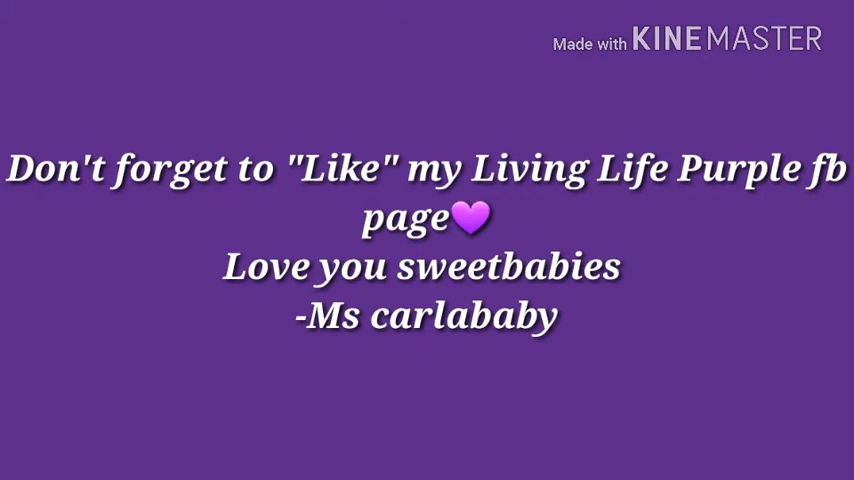 Made with KINEMASTER
Don't forget to "Like" my Living Life Purple fb
page💜
Love you sweetbabies
-Ms carlababy